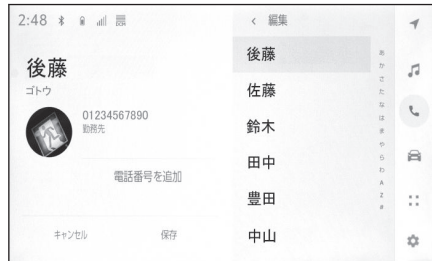 2:48
後藤
ゴトウ
01234567890
勤務先
電話番号を追加
キャンセル
保存
< 編集
後藤
佐藤
鈴木
田中
豊田
中山
あ
か
さ
た
な
は
ま
や
ら
わ
A
Z
#